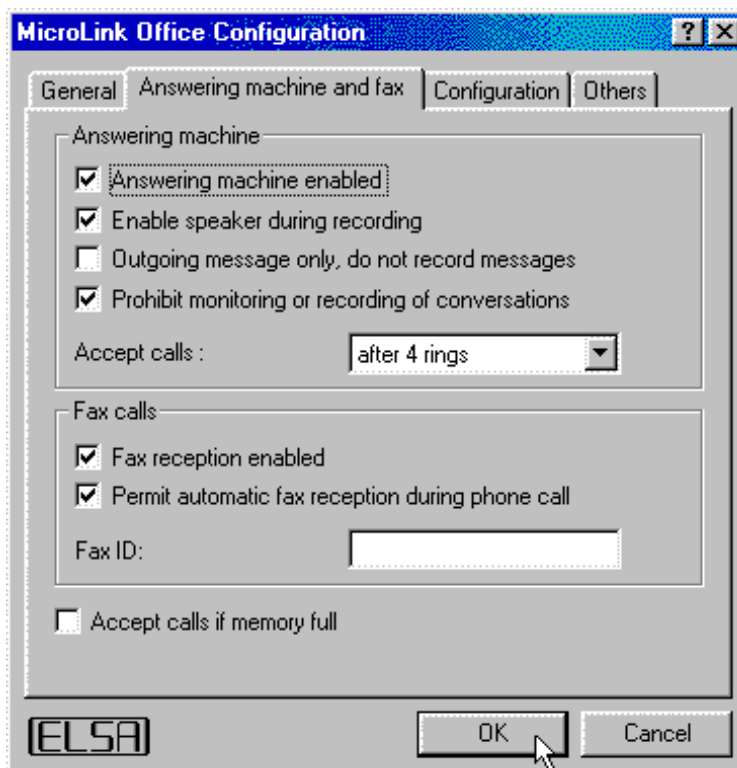 MicroLink Office Configuration
General Answering machine and fax Configuration Others
Answering machine
Answering machine enabled
Enable speaker during recording
Outgoing message only, do not record messages
Prohibit monitoring or recording of conversations
Accept calls : after 4 rings
Fax calls
Fax reception enabled
Permit automatic fax reception during phone call
Fax ID:
Accept calls if memory full
ELSA OK Cancel